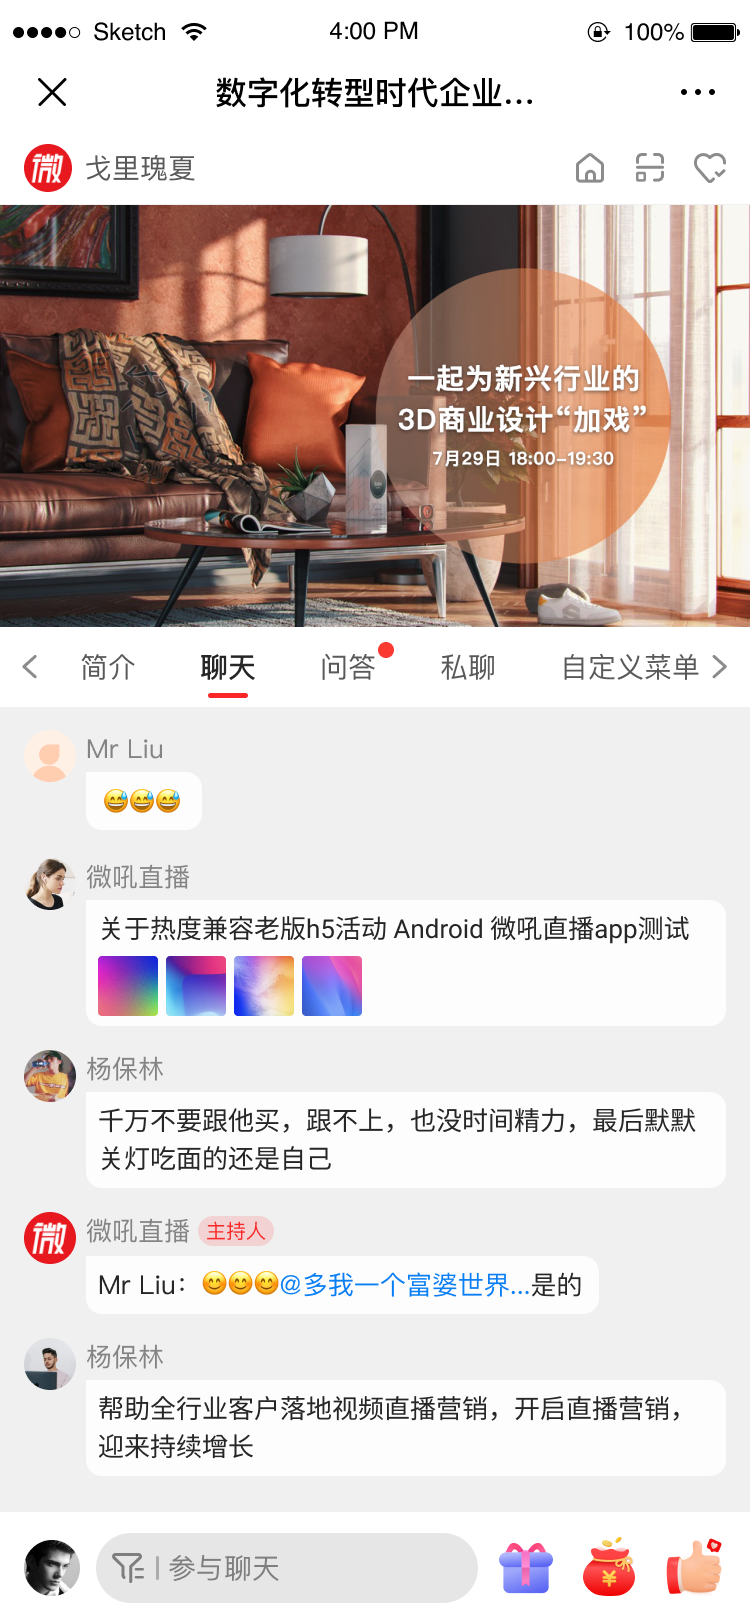 Sketch 4:00 PM 100%
数字化转型时代企业...
微 戈里瑰夏
一起为新兴行业的
3D商业设计“加戏”
7月29日 18:00-19:30
简介 聊天 问答 私聊 自定义菜单
Mr Liu
😅😅😅
微吼直播
关于热度兼容老版h5活动 Android 微吼直播app测试
杨保林
千万不要跟他买，跟不上，也没时间精力，最后默默
关灯吃面的还是自己
微 微吼直播 主持人
Mr Liu：😊😊😊@多我一个富婆世界...是的
杨保林
帮助全行业客户落地视频直播营销，开启直播营销，
迎来持续增长
参与聊天
¥